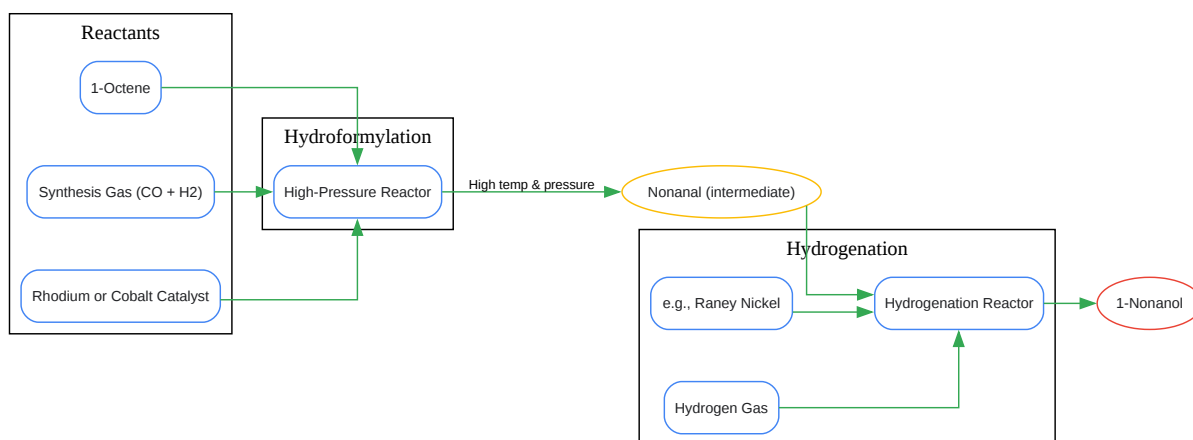 Reactants
1-Octene
Hydroformylation
Synthesis Gas (CO + H2)
High-Pressure Reactor
High temp & pressure
Nonanal (intermediate)
Rhodium or Cobalt Catalyst
Hydrogenation
e.g., Raney Nickel
Hydrogenation Reactor
1-Nonanol
Hydrogen Gas